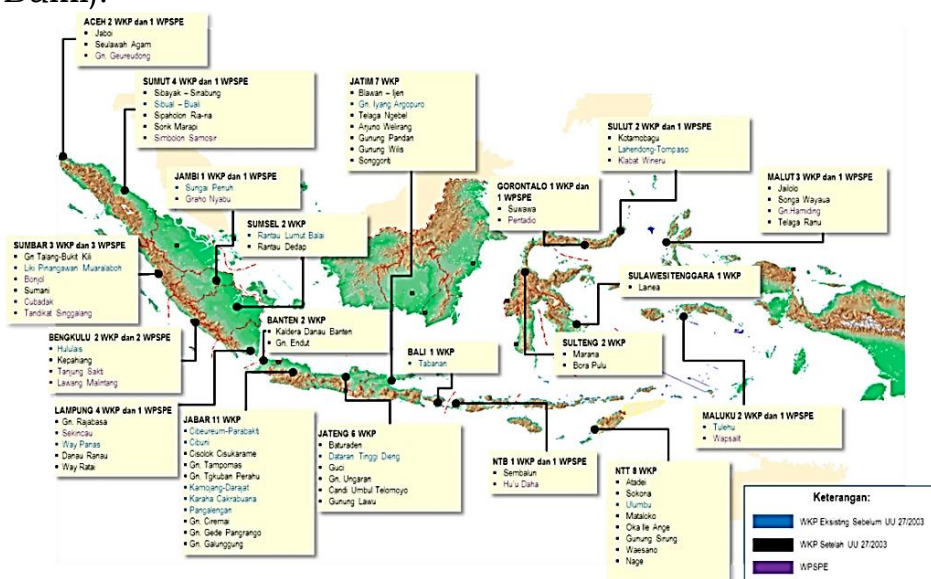 ACEH 2 WKP dan 1 WPSPE
Jaboi
Seulawah Agam
Gn. Geureudong
SUMUT 4 WKP dan 1 WPSPE
Sibayak – Sinabung
Sibual – Buali
Sipaholon Ria-ria
Sorik Marapi
Simbolon Samosir
JATIM 7 WKP
Blawan – Ijen
Gn. Iyang Argopuro
Telaga Ngebel
Arjuno Welirang
Gunung Pandan
Gunung Wilis
Songgoriti
SULUT 2 WKP dan 1 WPSPE
Kotamobagu
Lahendong-Tompaso
Klabat Wineru
JAMBI 1 WKP dan 1 WPSPE
Sungai Penuh
Graho Nyabu
GORONTALO 1 WKP dan
1 WPSPE
Suwawa
Pentadio
MALUT 3 WKP dan 1 WPSPE
Jailolo
Songa Wayaua
Gn.Hamding
Telaga Ranu
SUMSEL 2 WKP
Rantau Lumut Balai
Rantau Dedap
SUMBAR 3 WKP dan 3 WPSPE
Gn Talang-Bukt Kili
Liki Pinangawan Muaralaboh
Bonjol
Sumani
Cubadak
Tandikat Singgalang
SULAWESI TENGGARA 1 WKP
Lainea
BANTEN 2 WKP
Kaldera Danau Banten
Gn. Endut
BENGKULU 2 WKP dan 2 WPSPE
Hululais
Kepahiang
Tanjung Sakti
Lawang Malintang
SULTENG 2 WKP
Marana
Bora Pulu
BALI 1 WKP
Tabanan
LAMPUNG 4 WKP dan 1 WPSPE
Gn. Rajabasa
Sekincau
Way Panas
Danau Ranau
Way Ratai
JABAR 11 WKP
Cibeureum-Parabakti
Cibuni
Cisolok Cisukarame
Gn. Tampomas
Gn. Tgkuban Perahu
Kamojang-Darajat
Karaha Cakrabuana
Pangalengan
Gn. Ciremai
Gn. Gede Pangrango
Gn. Galunggung
JATENG 6 WKP
Baturaden
Dataran Tinggi Dieng
Guci
Gn. Ungaran
Candi Umbul Telomoyo
Gunung Lawu
MALUKU 2 WKP dan 1 WPSPE
Tulehu
Wapsalit
NTB 1 WKP dan 1 WPSPE
Sembalun
Hu'u Daha
NTT 8 WKP
Atadei
Sokoria
Ulumbu
Mataloko
Oka Ile Ange
Gunung Sirung
Waesano
Nage
Keterangan:
WKP Eksisting Sebelum UU 27/2003
WKP Setelah UU 27/2003
WPSPE